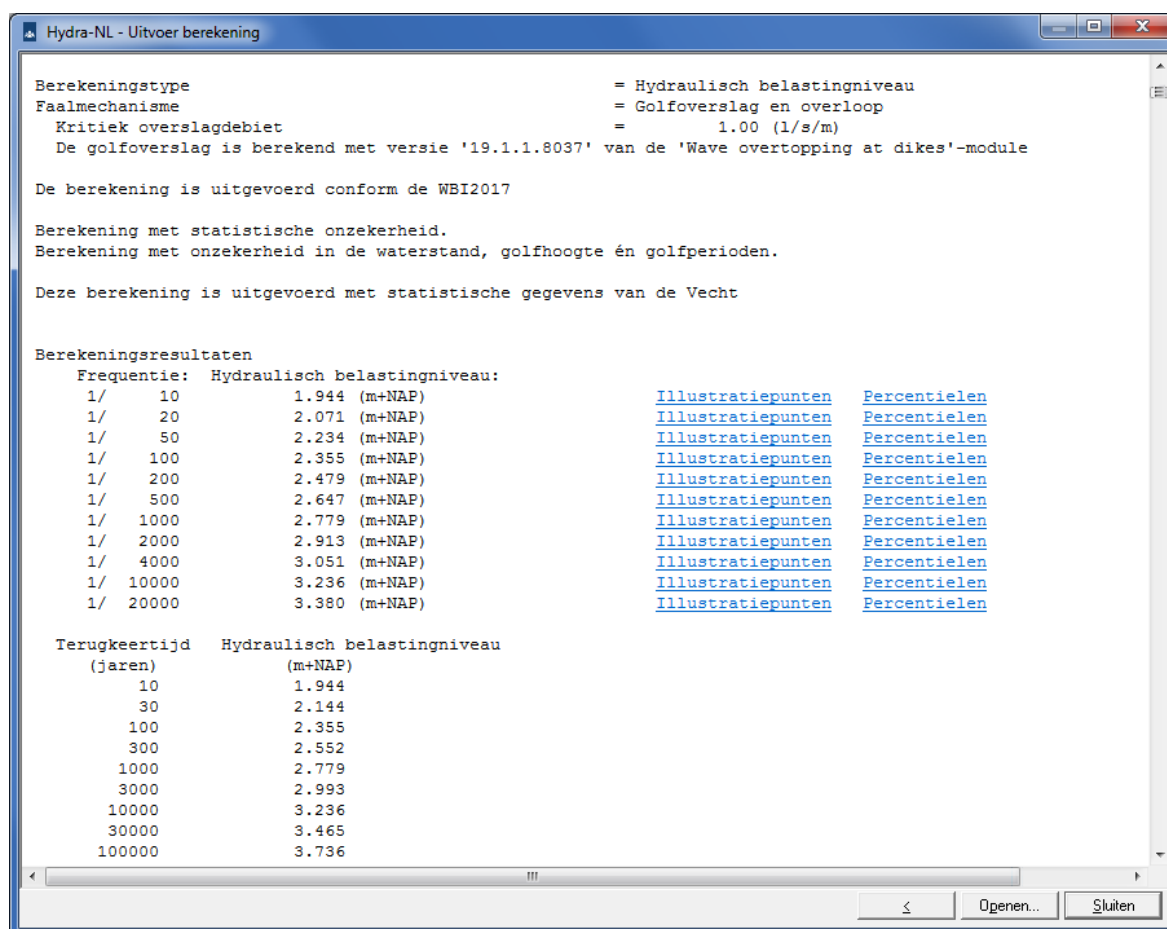 Hydra-NL - Uitvoer berekening
Berekeningstype = Hydraulisch belastingniveau
Faalmechanisme = Golfoverslag en overloop
Kritiek overslagdebiet = 1.00 (l/s/m)
De golfoverslag is berekend met versie '19.1.1.8037' van de 'Wave overtopping at dikes'-module
De berekening is uitgevoerd conform de WBI2017
Berekening met statistische onzekerheid.
Berekening met onzekerheid in de waterstand, golfhoogte én golfperioden.
Deze berekening is uitgevoerd met statistische gegevens van de Vecht
Berekeningsresultaten
Frequentie: Hydraulisch belastingniveau:
1/ 10 1.944 (m+NAP) Illustratiepunten Percentielen
1/ 20 2.071 (m+NAP) Illustratiepunten Percentielen
1/ 50 2.234 (m+NAP) Illustratiepunten Percentielen
1/ 100 2.355 (m+NAP) Illustratiepunten Percentielen
1/ 200 2.479 (m+NAP) Illustratiepunten Percentielen
1/ 500 2.647 (m+NAP) Illustratiepunten Percentielen
1/ 1000 2.779 (m+NAP) Illustratiepunten Percentielen
1/ 2000 2.913 (m+NAP) Illustratiepunten Percentielen
1/ 4000 3.051 (m+NAP) Illustratiepunten Percentielen
1/ 10000 3.236 (m+NAP) Illustratiepunten Percentielen
1/ 20000 3.380 (m+NAP) Illustratiepunten Percentielen
Terugkeertijd Hydraulisch belastingniveau
(jaren) (m+NAP)
10 1.944
30 2.144
100 2.355
300 2.552
1000 2.779
3000 2.993
10000 3.236
30000 3.465
100000 3.736
< Openen... Sluiten